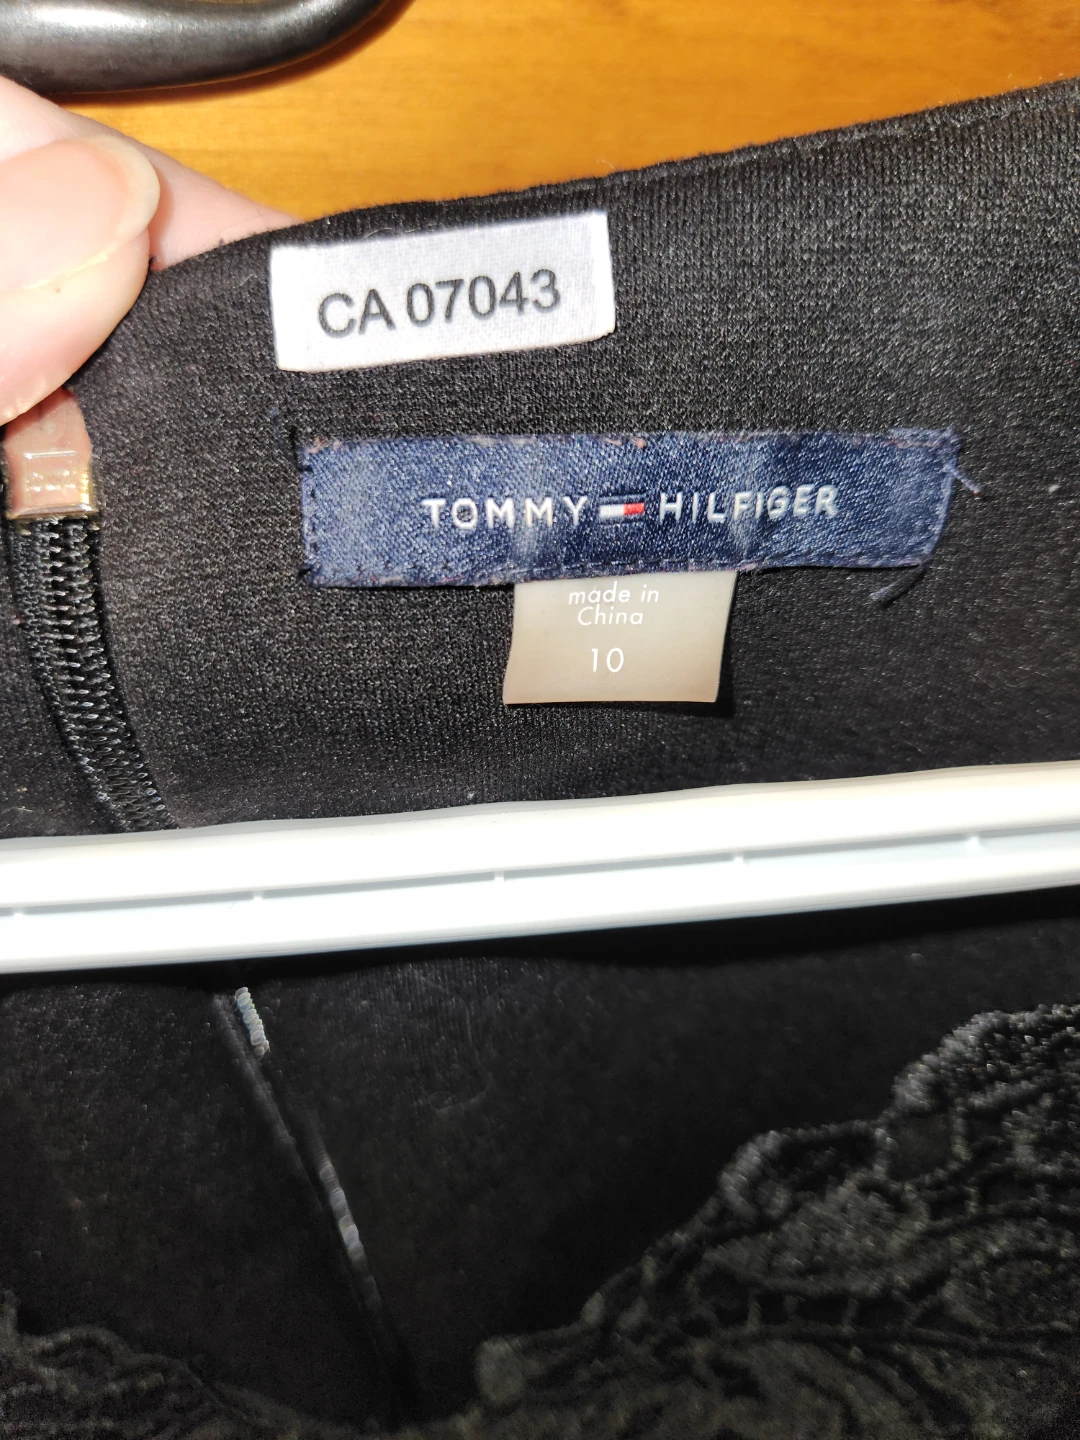 CA 07043
TOMMY HILFIGER
made in
China
10